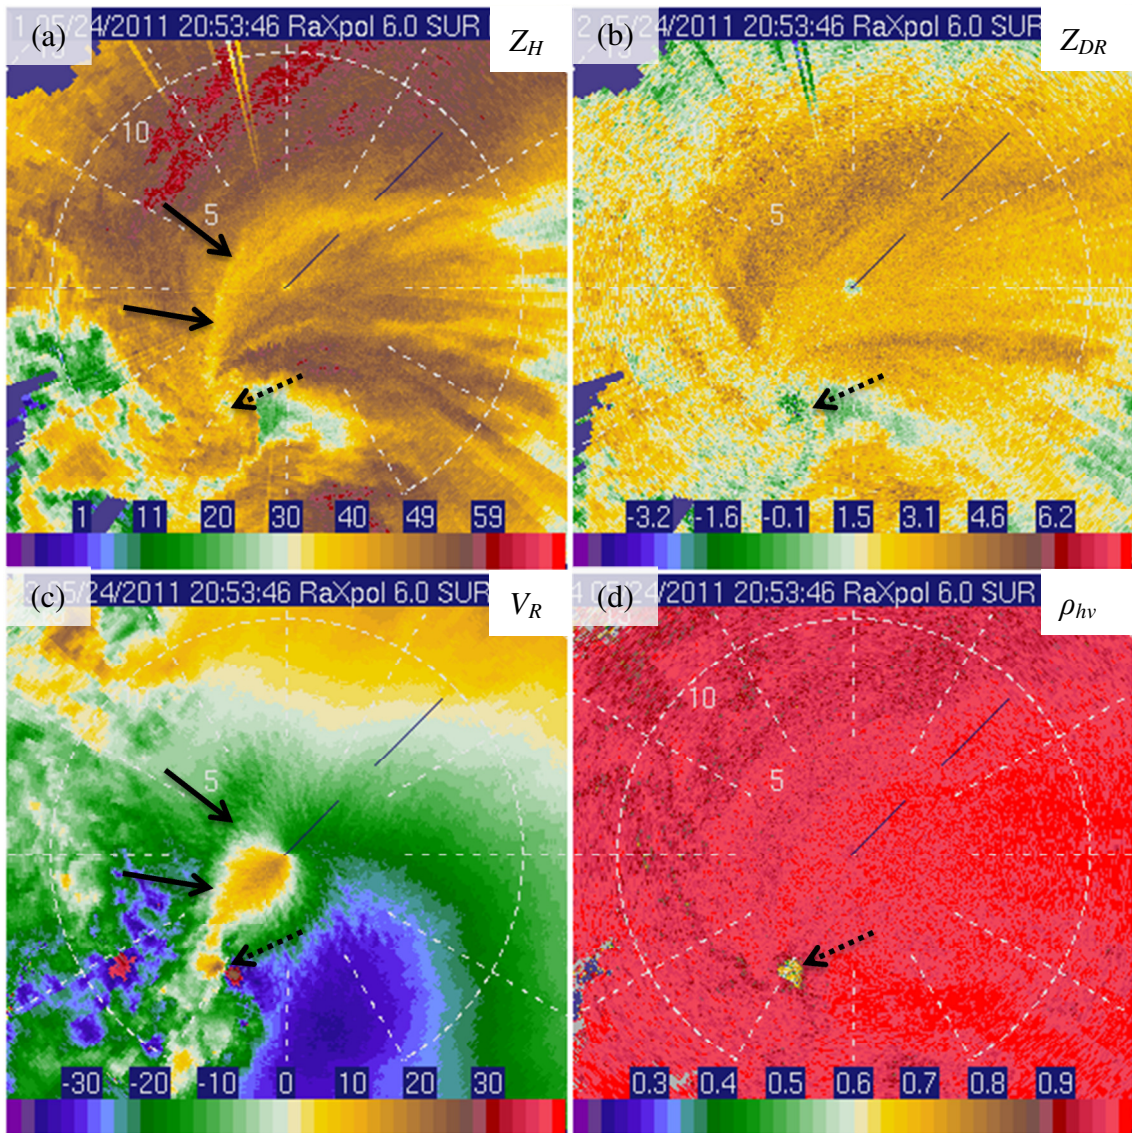 (a) 1 05/24/2011 20:53:46 RaXpol 6.0 SUR Z_H
10
5
1 11 20 30 40 49 59
(b) 2 05/24/2011 20:53:46 RaXpol 6.0 SUR Z_DR
5
-3.2 -1.6 -0.1 1.5 3.1 4.6 6.2
(c) 05/24/2011 20:53:46 RaXpol 6.0 SUR V_R
5
-30 -20 -10 0 10 20 30
(d) 4 05/24/2011 20:53:46 RaXpol 6.0 SUR ρ_hv
10
5
0.3 0.4 0.5 0.6 0.7 0.8 0.9